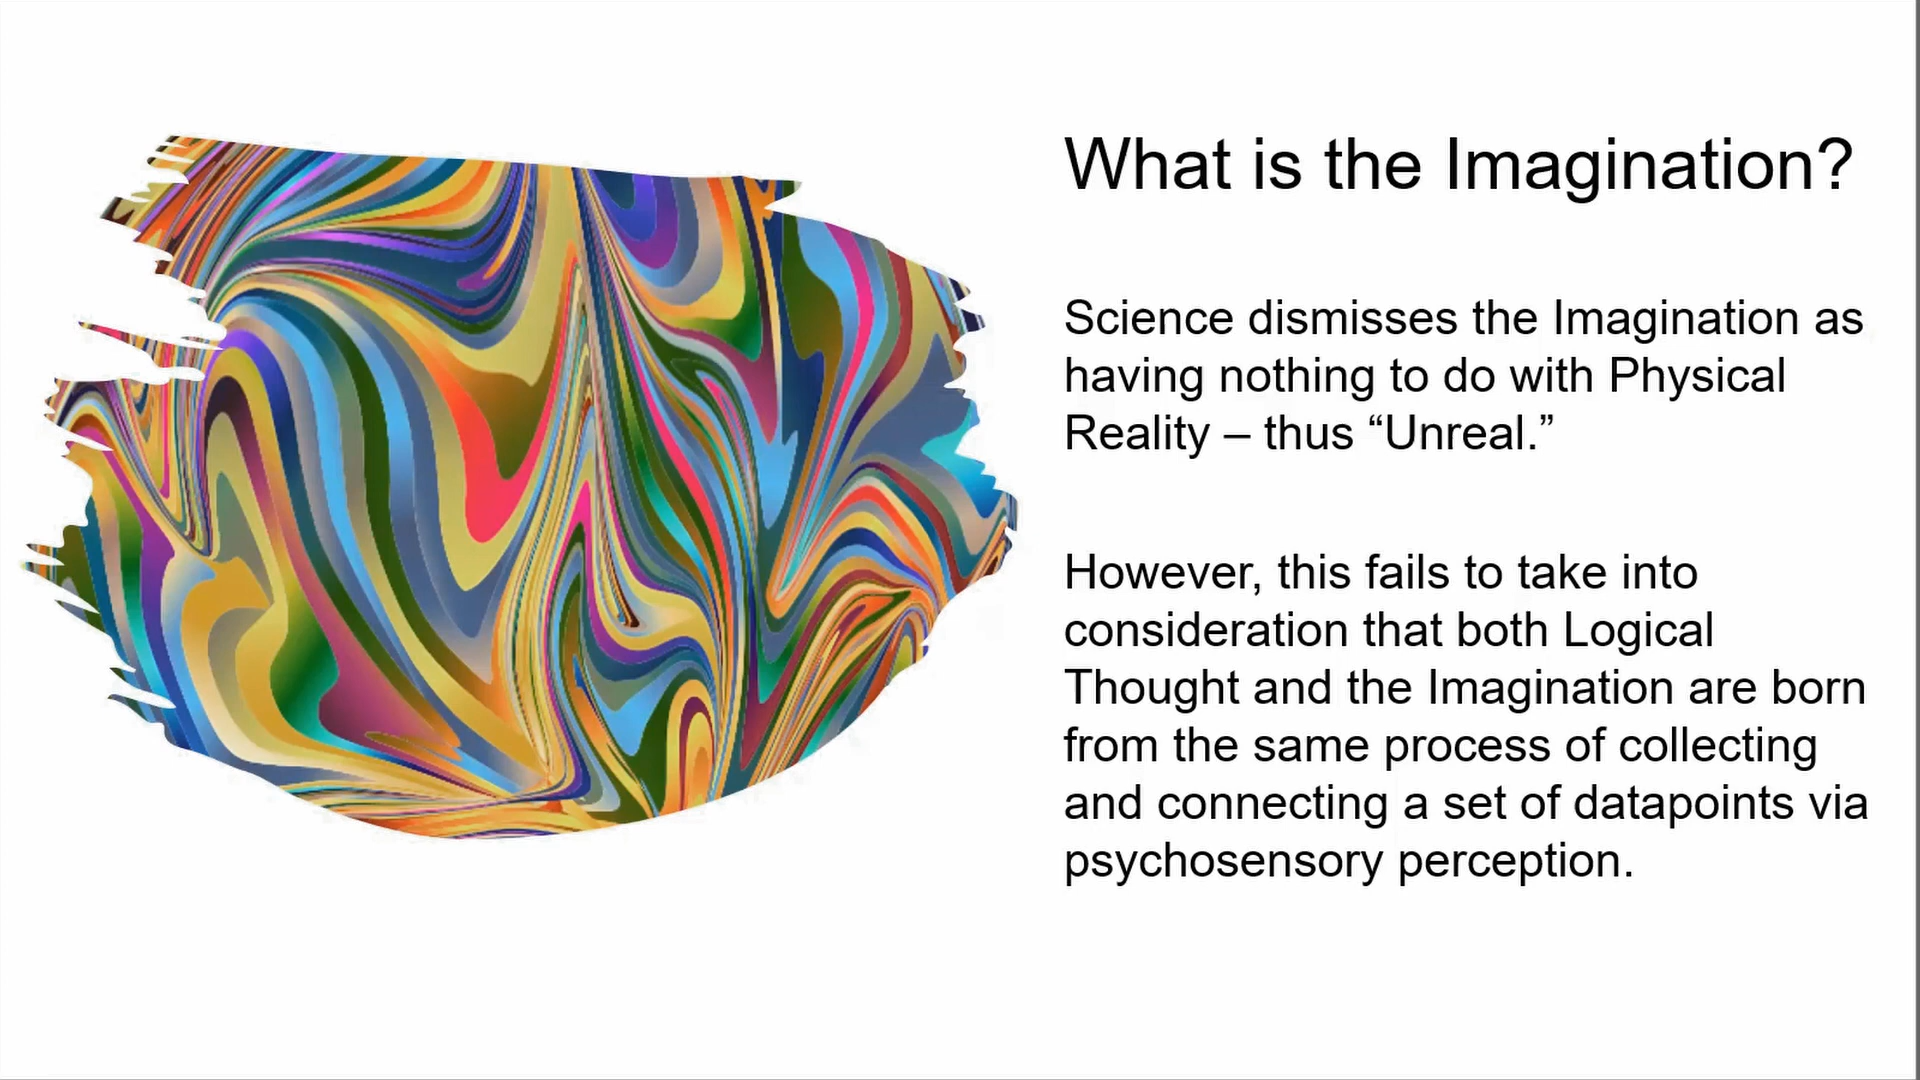 What is the Imagination?
Science dismisses the Imagination as
having nothing to do with Physical
Reality – thus “Unreal.”
However, this fails to take into
consideration that both Logical
Thought and the Imagination are born
from the same process of collecting
and connecting a set of datapoints via
psychosensory perception.